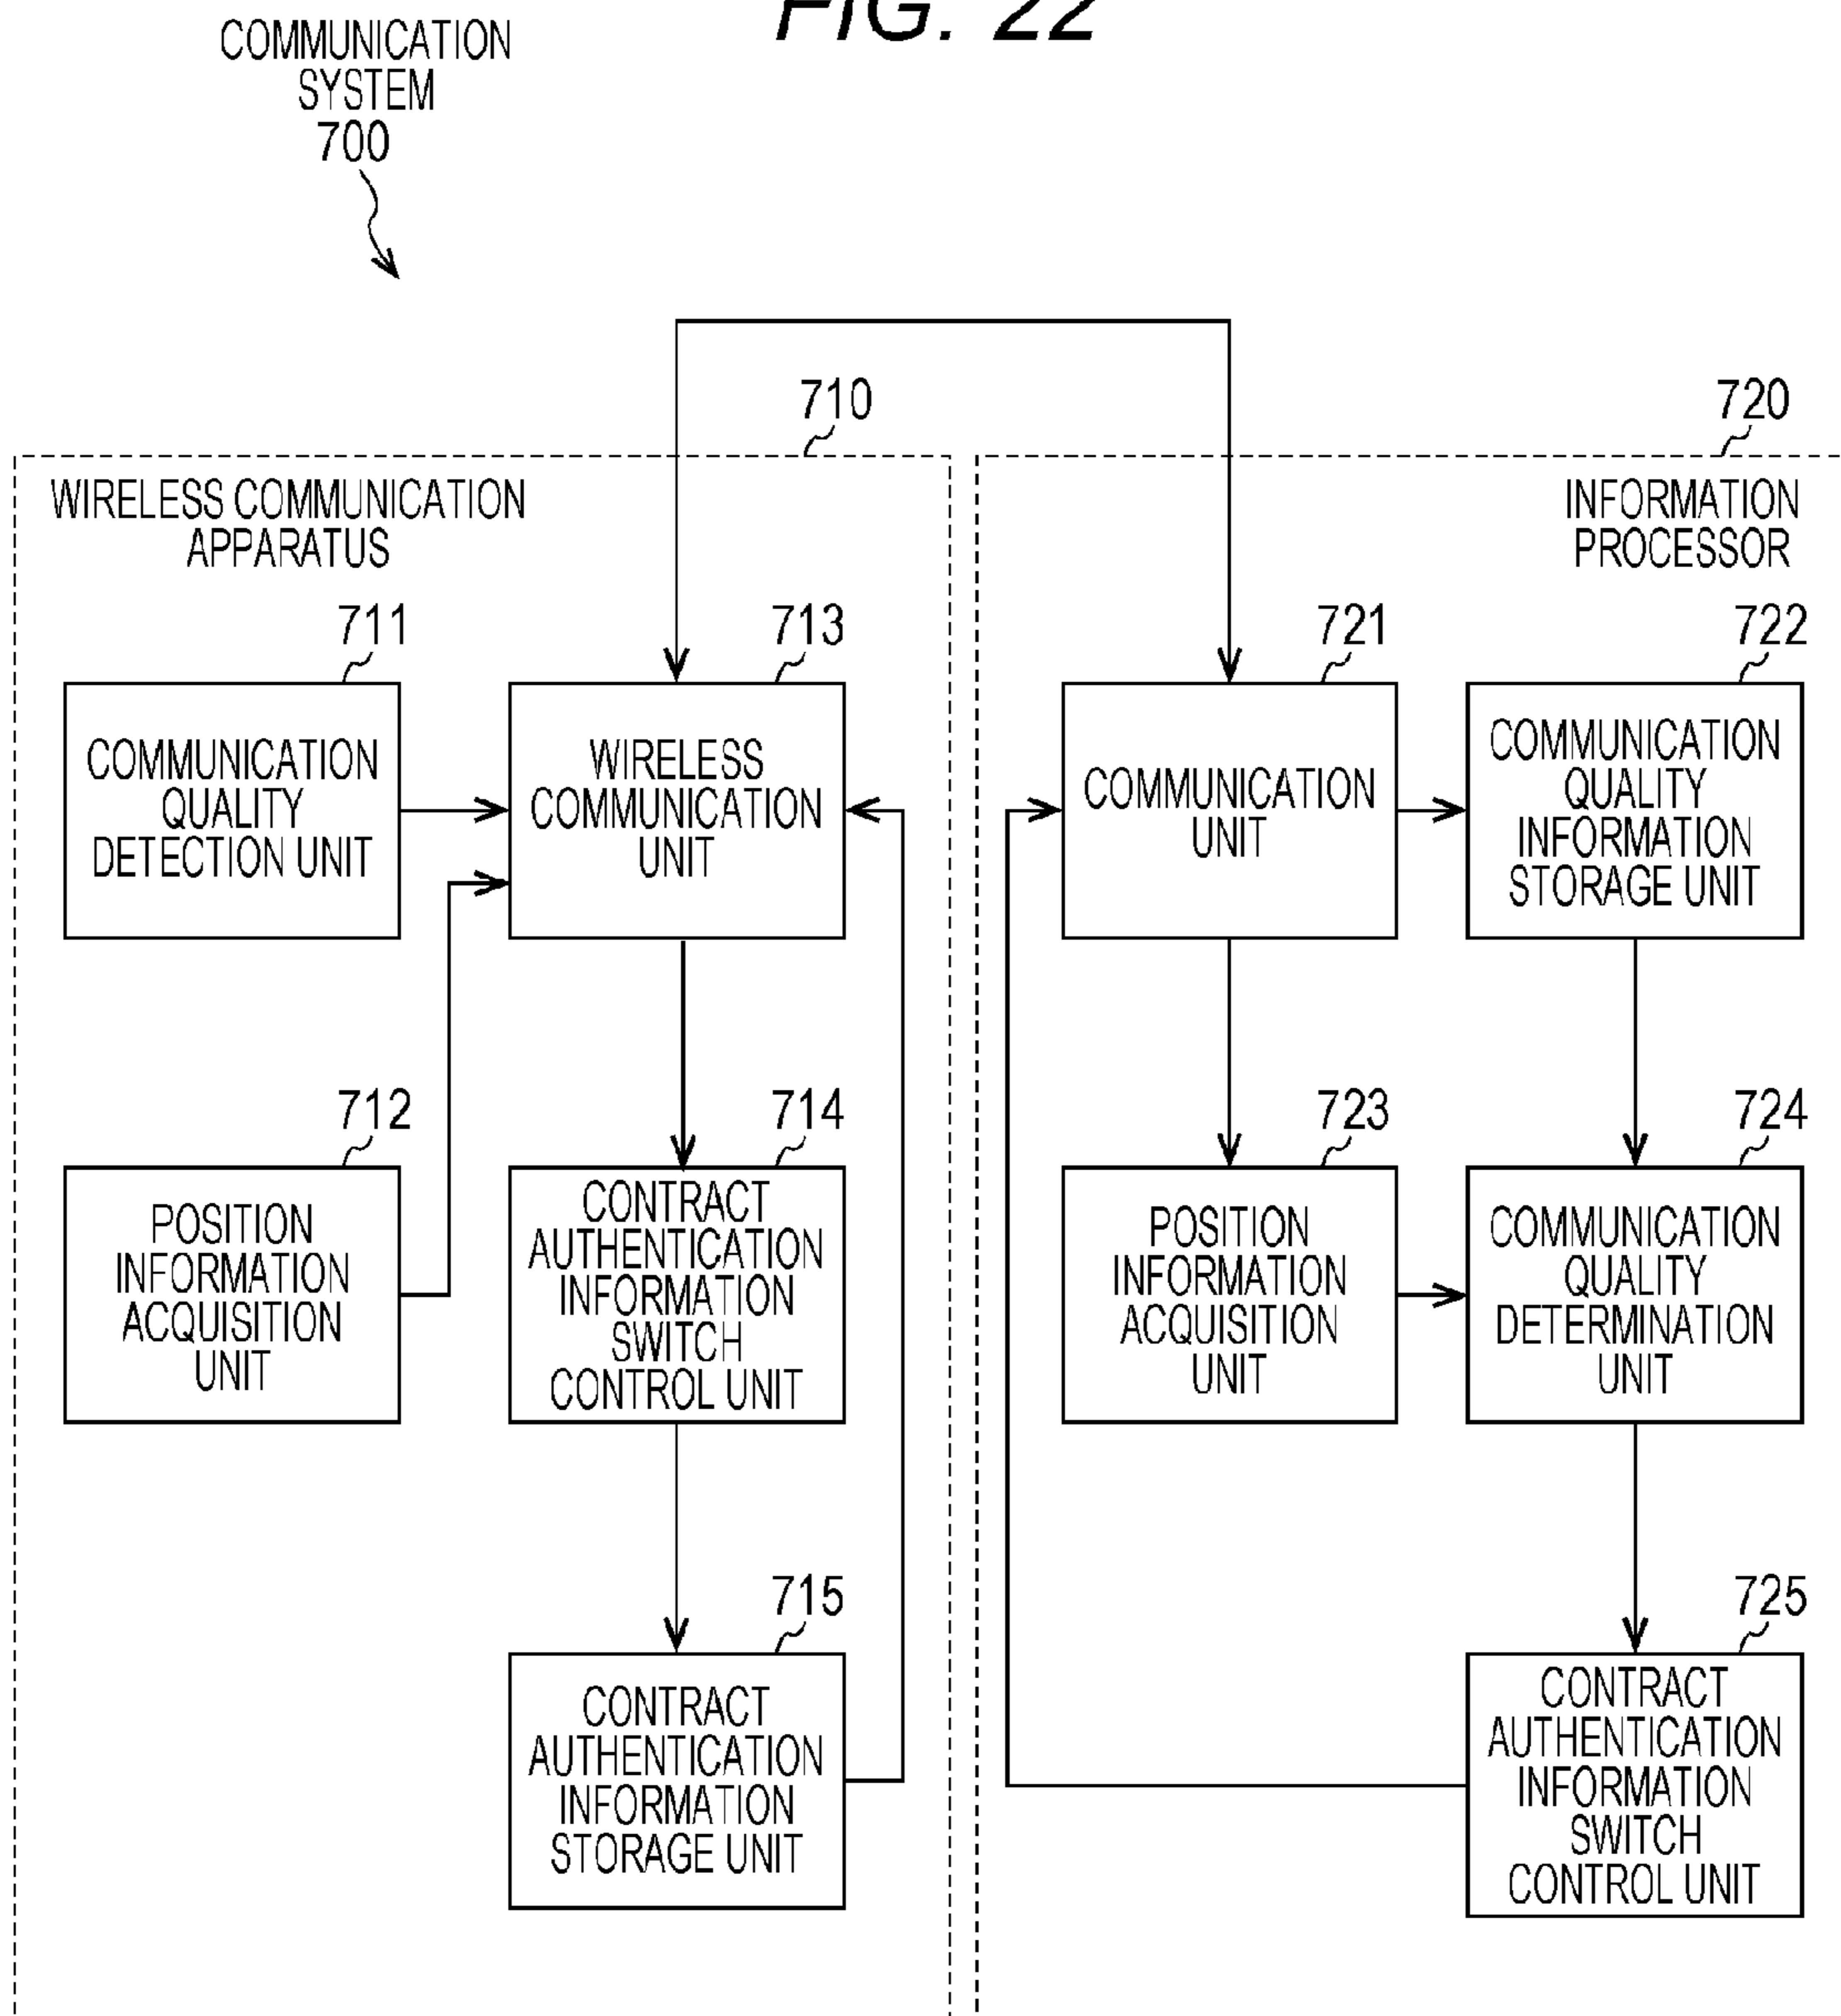 FIG. 22
COMMUNICATION
SYSTEM
700
710
720
WIRELESS COMMUNICATION
APPARATUS
INFORMATION
PROCESSOR
711
713
721
722
COMMUNICATION
QUALITY
DETECTION UNIT
WIRELESS
COMMUNICATION
UNIT
COMMUNICATION
UNIT
COMMUNICATION
QUALITY
INFORMATION
STORAGE UNIT
712
714
723
724
POSITION
INFORMATION
ACQUISITION
UNIT
CONTRACT
AUTHENTICATION
INFORMATION
SWITCH
CONTROL UNIT
POSITION
INFORMATION
ACQUISITION
UNIT
COMMUNICATION
QUALITY
DETERMINATION
UNIT
715
725
CONTRACT
AUTHENTICATION
INFORMATION
STORAGE UNIT
CONTRACT
AUTHENTICATION
INFORMATION
SWITCH
CONTROL UNIT